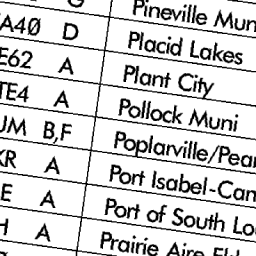 G Pineville Mun
A40 D Placid Lakes
E62 A Plant City
TE4 A Pollock Muni
UM B,F Poplarville/Pear
KR A Port Isabel-Cam
E A Port of South Lo
H A Prairie Aire